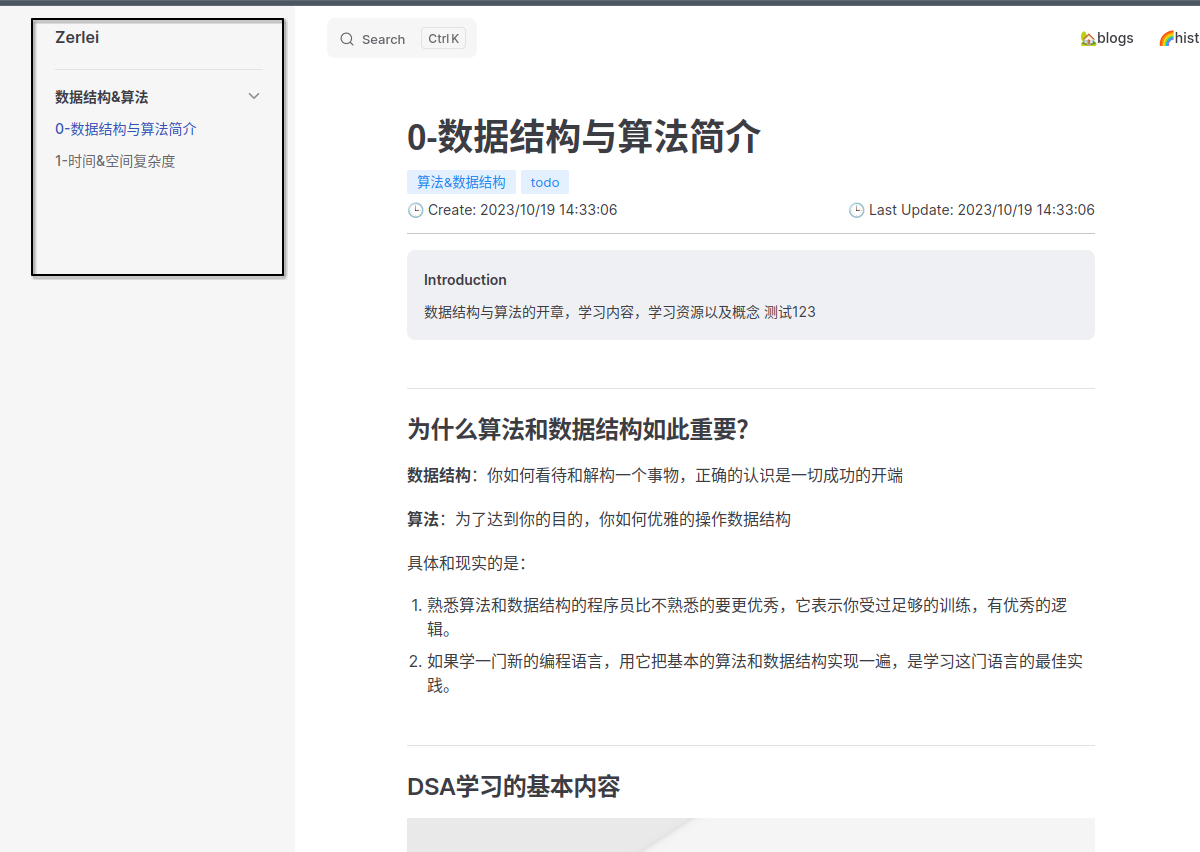 Zerlei
数据结构&算法
0-数据结构与算法简介
1-时间&空间复杂度
Search Ctrl K
🏡blogs 🌈hist
0-数据结构与算法简介
算法&数据结构 todo
🕒 Create: 2023/10/19 14:33:06 🕒 Last Update: 2023/10/19 14:33:06
Introduction
数据结构与算法的开章，学习内容，学习资源以及概念 测试123
为什么算法和数据结构如此重要？
数据结构：你如何看待和解构一个事物，正确的认识是一切成功的开端
算法：为了达到你的目的，你如何优雅的操作数据结构
具体和现实的是：
1. 熟悉算法和数据结构的程序员比不熟悉的要更优秀，它表示你受过足够的训练，有优秀的逻
辑。
2. 如果学一门新的编程语言，用它把基本的算法和数据结构实现一遍，是学习这门语言的最佳实
践。
DSA学习的基本内容